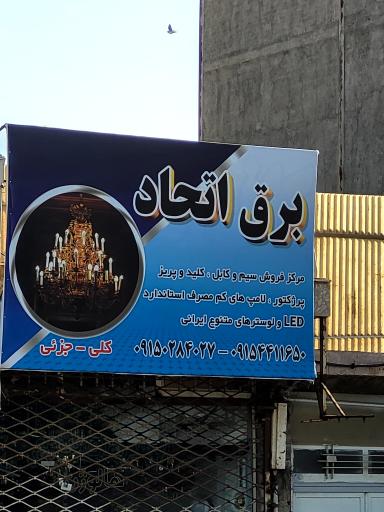 برق اتحاد
مرکز فروش سیم و کابل ، کلید و پریز
پرژکتور ، لامپ های کم مصرف استاندارد
LED و لوسترهای متنوع ایرانی
کلی - جزئی
۰۹۱۵۴۴۱۱۶۵۰ - ۰۹۱۵۰۲۸۴۰۲۷